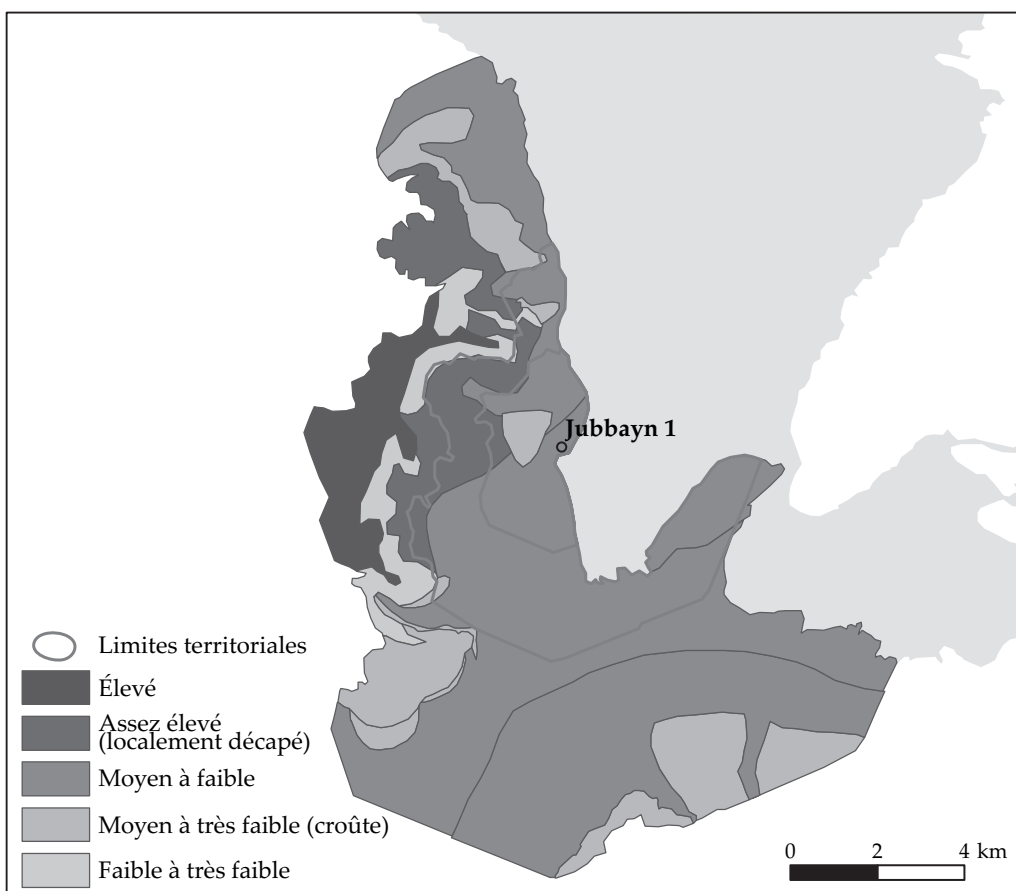 Jubbayn 1
Limites territoriales
Élevé
Assez élevé
(localement décapé)
Moyen à faible
Moyen à très faible (croûte)
Faible à très faible
0 2 4 km